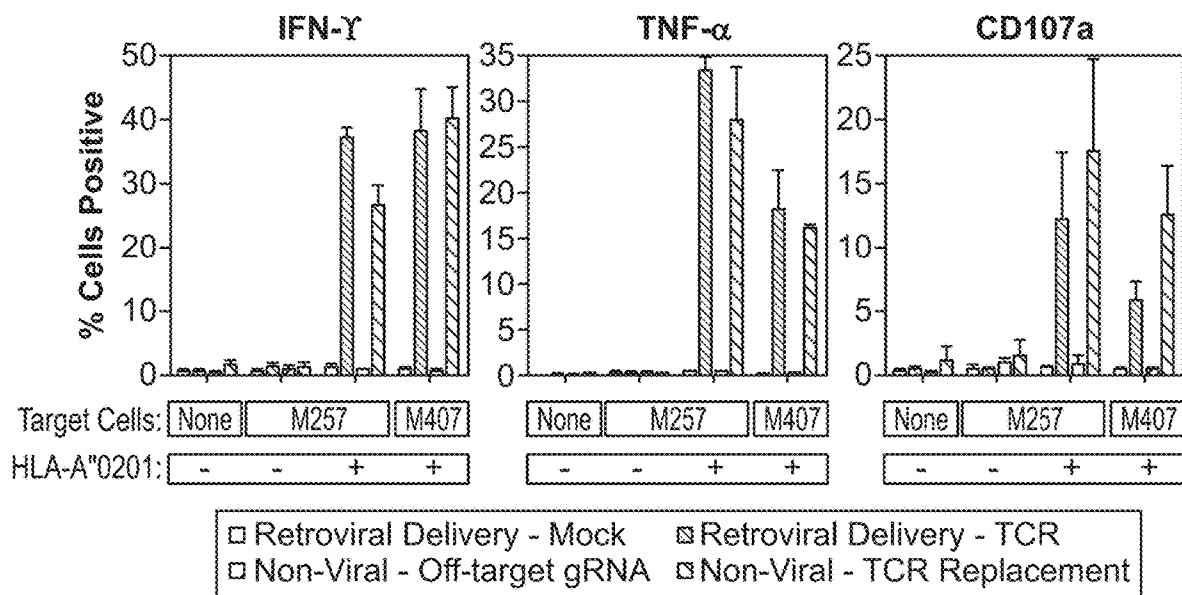 IFN-ϒ
TNF-α
CD107a
% Cells Positive
50
40
30
20
10
0
35
30
25
20
15
10
5
0
25
20
15
10
5
0
Target Cells: None M257 M407 None M257 M407 None M257 M407
HLA-A"0201: - - + + - - + + - - + +
Retroviral Delivery - Mock Retroviral Delivery - TCR
Non-Viral - Off-target gRNA Non-Viral - TCR Replacement